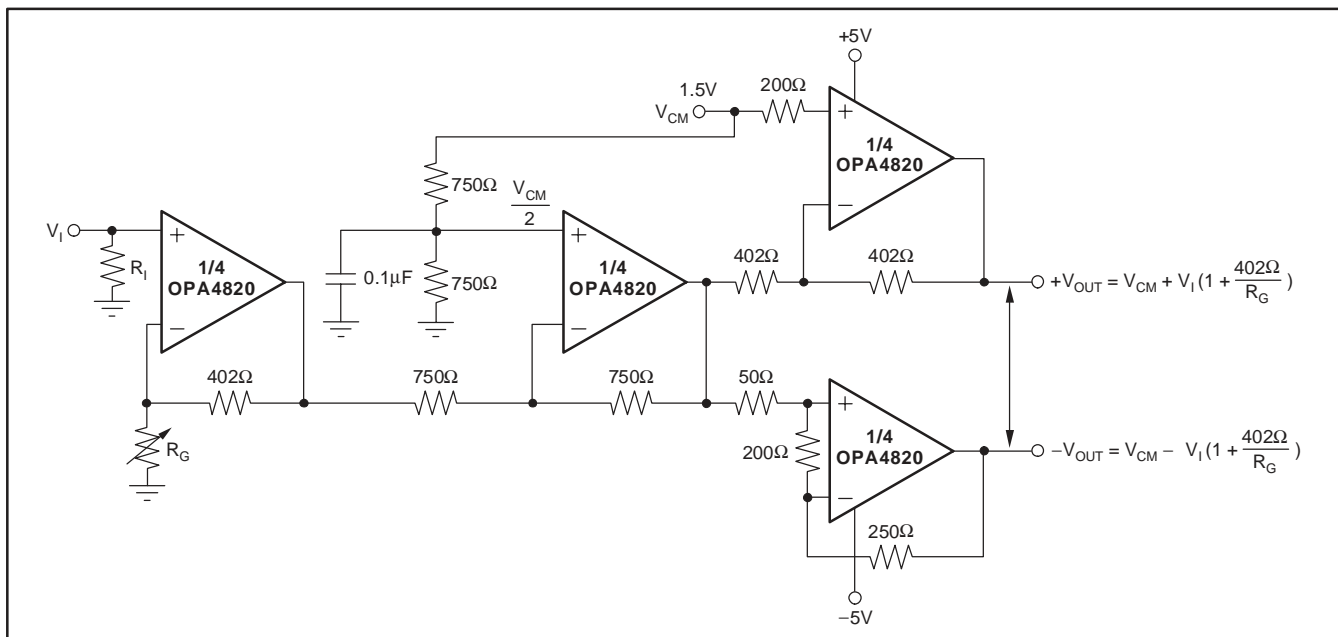 +5V
1.5V
V_CM
200Ω
1/4
OPA4820
750Ω
V_CM
2
V_I
R_I
1/4
OPA4820
0.1μF
750Ω
1/4
OPA4820
402Ω
402Ω
+V_OUT = V_CM + V_I (1 + 402Ω / R_G )
402Ω
750Ω
750Ω
50Ω
R_G
200Ω
1/4
OPA4820
−V_OUT = V_CM − V_I (1 + 402Ω / R_G )
250Ω
−5V